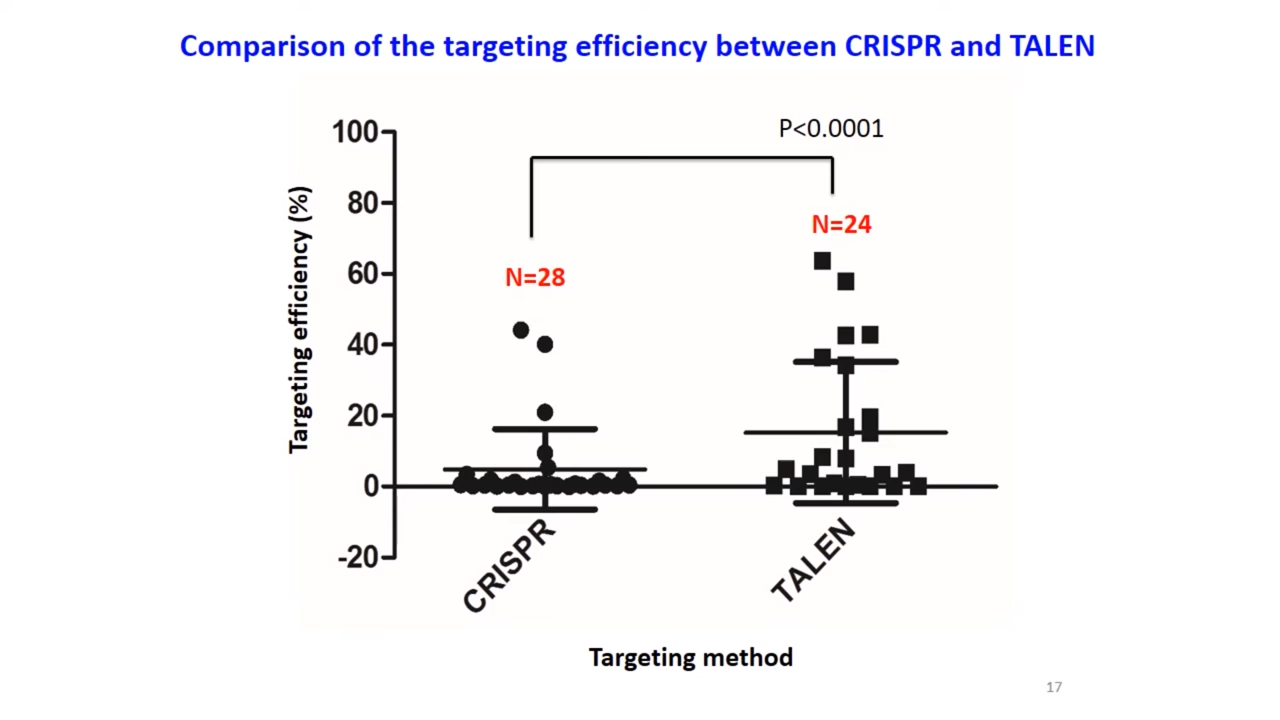 Comparison of the targeting efficiency between CRISPR and TALEN
P<0.0001
100
80
60
40
20
0
-20
Targeting efficiency (%)
N=28
N=24
CRISPR
TALEN
Targeting method
17